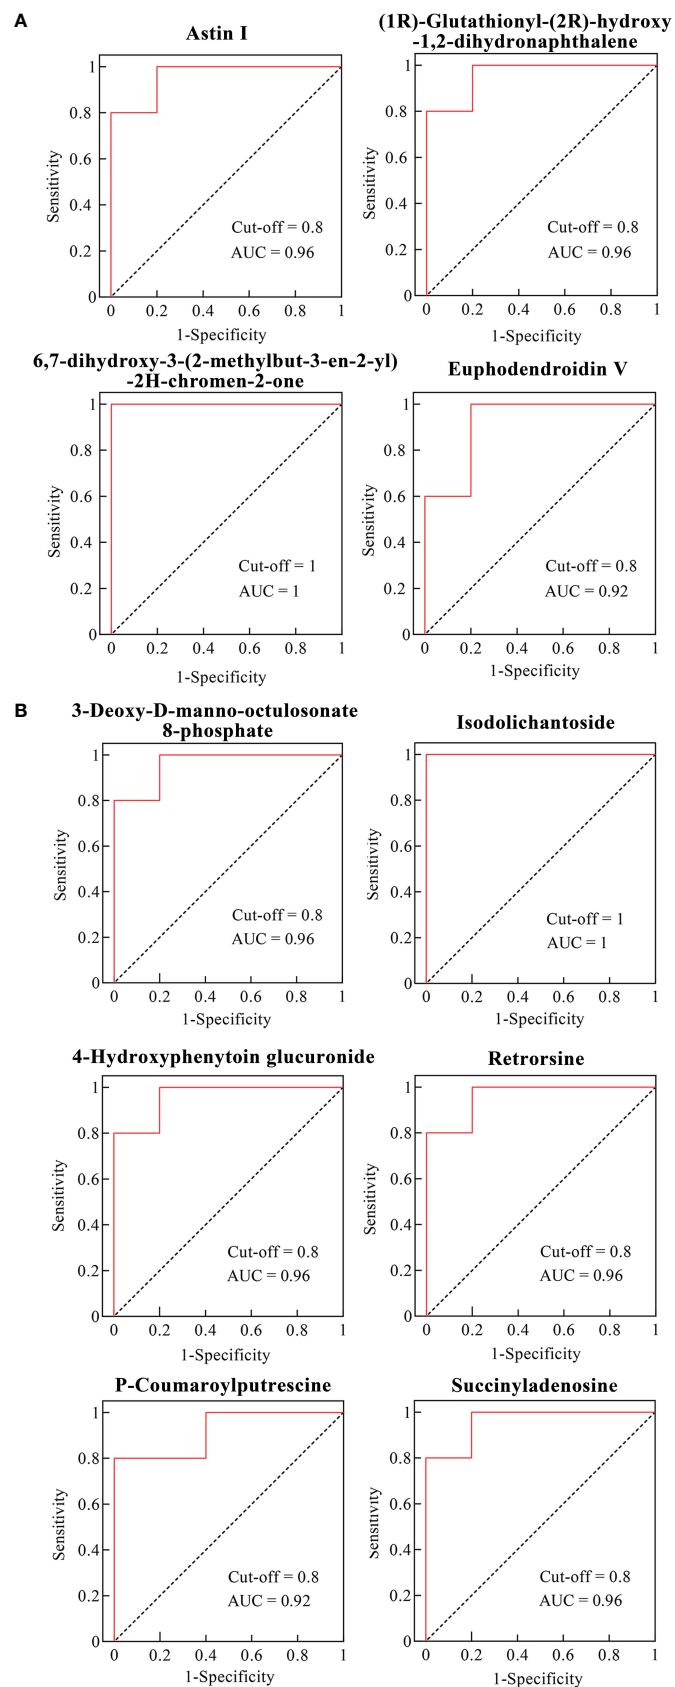 A
Astin I
1
0.8
0.6
0.4
0.2
0
Sensitivity
Cut-off = 0.8
AUC = 0.96
0 0.2 0.4 0.6 0.8 1
1-Specificity
(1R)-Glutathionyl-(2R)-hydroxy
-1,2-dihydronaphthalene
1
0.8
0.6
0.4
0.2
0
Sensitivity
Cut-off = 0.8
AUC = 0.96
0 0.2 0.4 0.6 0.8 1
1-Specificity
6,7-dihydroxy-3-(2-methylbut-3-en-2-yl)
-2H-chromen-2-one
1
0.8
0.6
0.4
0.2
0
Sensitivity
Cut-off = 1
AUC = 1
0 0.2 0.4 0.6 0.8 1
1-Specificity
Euphodendroidin V
1
0.8
0.6
0.4
0.2
0
Sensitivity
Cut-off = 0.8
AUC = 0.92
0 0.2 0.4 0.6 0.8 1
1-Specificity
B
3-Deoxy-D-manno-octulosonate
8-phosphate
1
0.8
0.6
0.4
0.2
0
Sensitivity
Cut-off = 0.8
AUC = 0.96
0 0.2 0.4 0.6 0.8 1
1-Specificity
Isodolichantoside
1
0.8
0.6
0.4
0.2
0
Sensitivity
Cut-off = 1
AUC = 1
0 0.2 0.4 0.6 0.8 1
1-Specificity
4-Hydroxyphenytoin glucuronide
1
0.8
0.6
0.4
0.2
0
Sensitivity
Cut-off = 0.8
AUC = 0.96
0 0.2 0.4 0.6 0.8 1
1-Specificity
Retrorsine
1
0.8
0.6
0.4
0.2
0
Sensitivity
Cut-off = 0.8
AUC = 0.96
0 0.2 0.4 0.6 0.8 1
1-Specificity
P-Coumaroylputrescine
1
0.8
0.6
0.4
0.2
0
Sensitivity
Cut-off = 0.8
AUC = 0.92
0 0.2 0.4 0.6 0.8 1
1-Specificity
Succinyladenosine
1
0.8
0.6
0.4
0.2
0
Sensitivity
Cut-off = 0.8
AUC = 0.96
0 0.2 0.4 0.6 0.8 1
1-Specificity